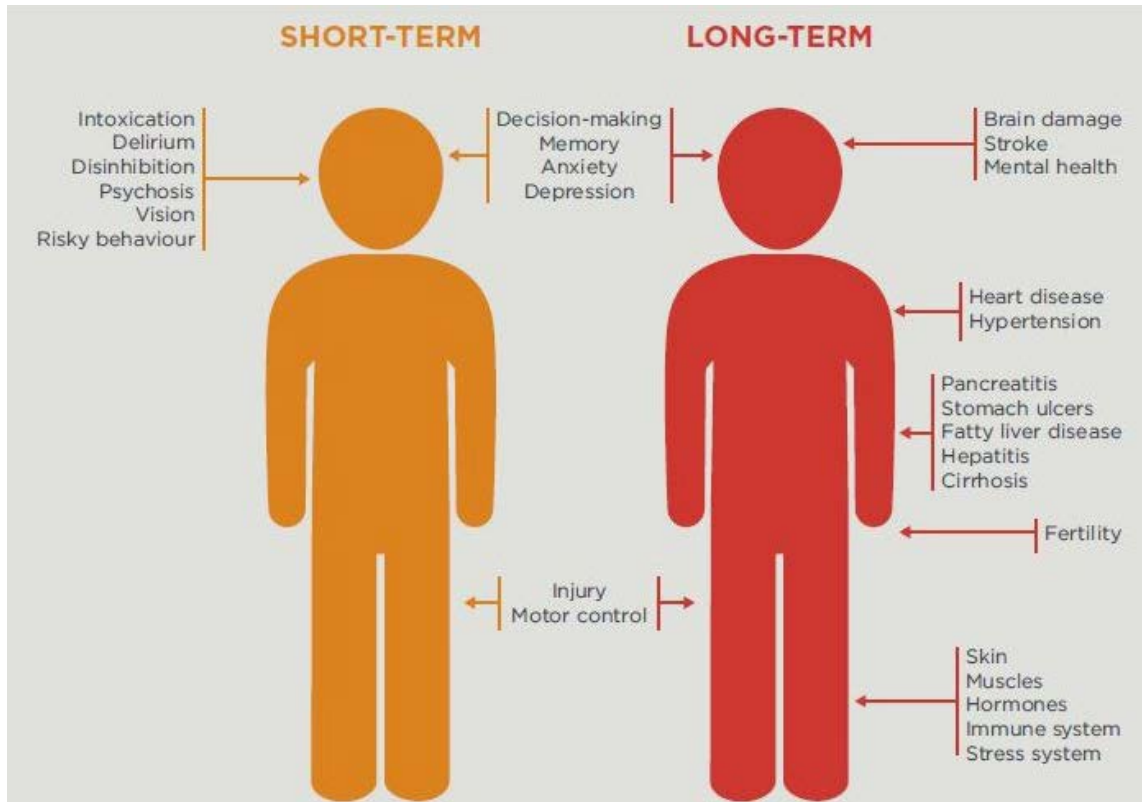 SHORT-TERM
LONG-TERM
Intoxication
Delirium
Disinhibition
Psychosis
Vision
Risky behaviour
Decision-making
Memory
Anxiety
Depression
Brain damage
Stroke
Mental health
Heart disease
Hypertension
Pancreatitis
Stomach ulcers
Fatty liver disease
Hepatitis
Cirrhosis
Fertility
Injury
Motor control
Skin
Muscles
Hormones
Immune system
Stress system